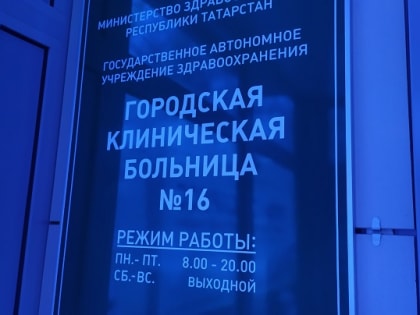 МИНИСТЕРСТВО ЗДРАВО
РЕСПУБЛИКИ ТАТАРСТАН
ГОСУДАРСТВЕННОЕ АВТОНОМНОЕ
УЧРЕЖДЕНИЕ ЗДРАВООХРАНЕНИЯ
ГОРОДСКАЯ
КЛИНИЧЕСКАЯ
БОЛЬНИЦА
№16
РЕЖИМ РАБОТЫ:
ПН.- ПТ. 8.00 - 20.00
СБ.-ВС. ВЫХОДНОЙ